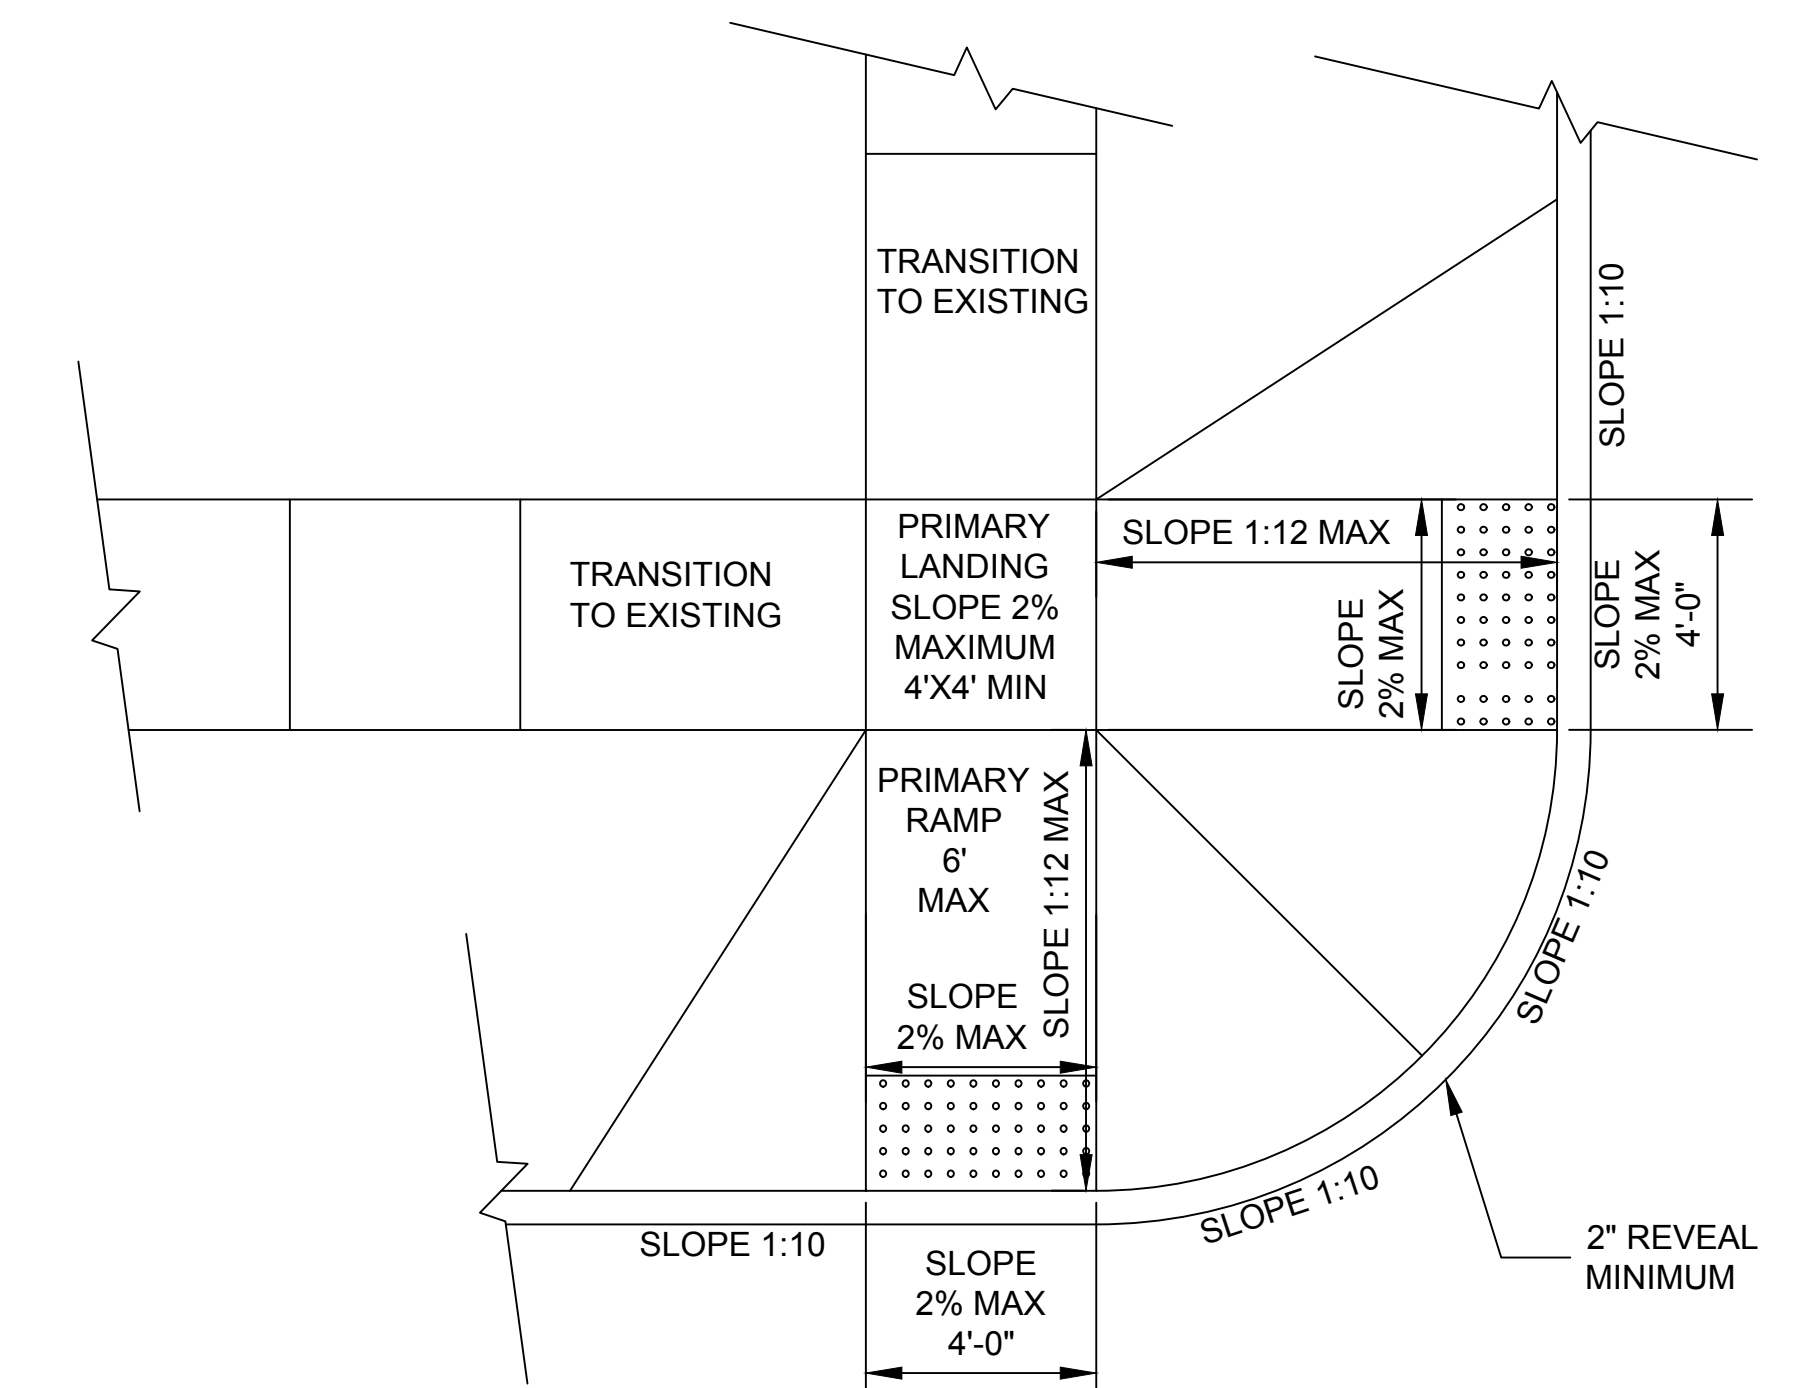 TRANSITION
TO EXISTING
SLOPE 1:10
TRANSITION
TO EXISTING
PRIMARY
LANDING
SLOPE 2%
MAXIMUM
4'X4' MIN
SLOPE 1:12 MAX
SLOPE
2% MAX
SLOPE
2% MAX
4'-0"
PRIMARY
RAMP
6'
MAX
SLOPE 1:12 MAX
SLOPE
2% MAX
SLOPE 1:10
SLOPE 1:10
SLOPE 1:10
SLOPE
2% MAX
4'-0"
2" REVEAL
MINIMUM